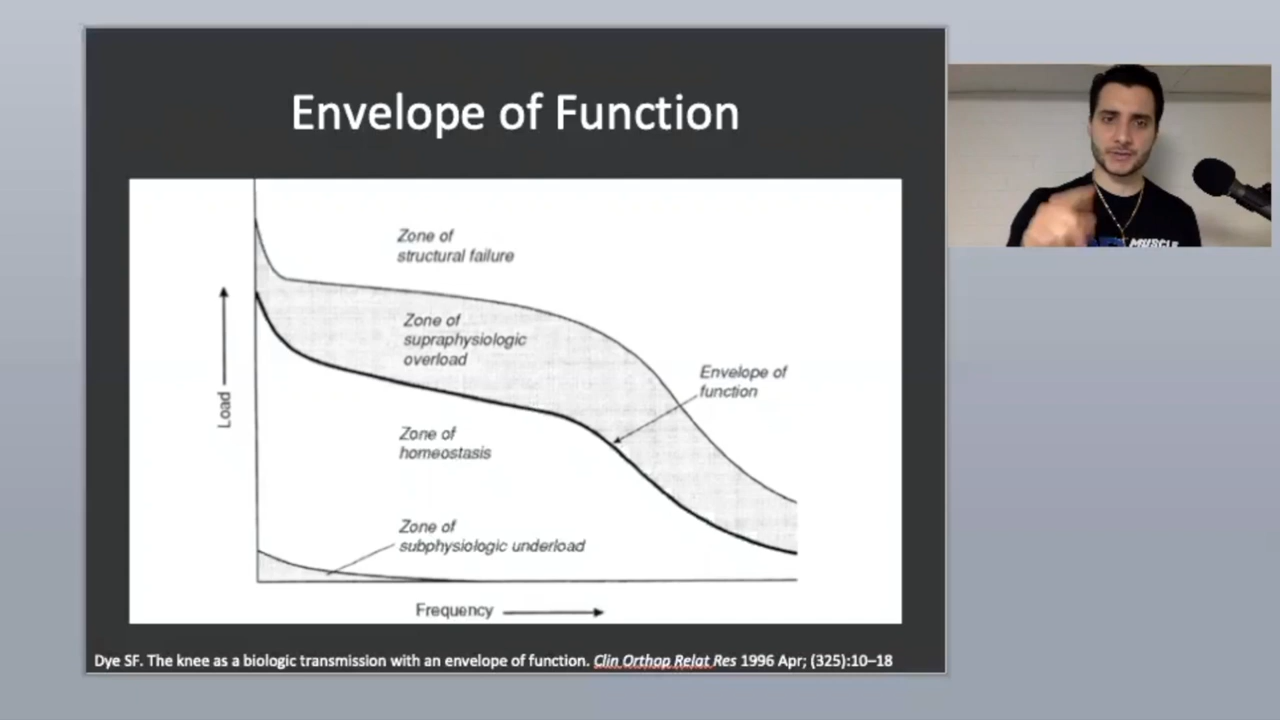 Envelope of Function
Zone of
structural failure
Zone of
supraphysiologic
overload
Envelope of
function
Load
Zone of
homeostasis
Zone of
subphysiologic underload
Frequency
Dye SF. The knee as a biologic transmission with an envelope of function. Clin Orthop Relat Res 1996 Apr; (325):10–18
MUSCLE